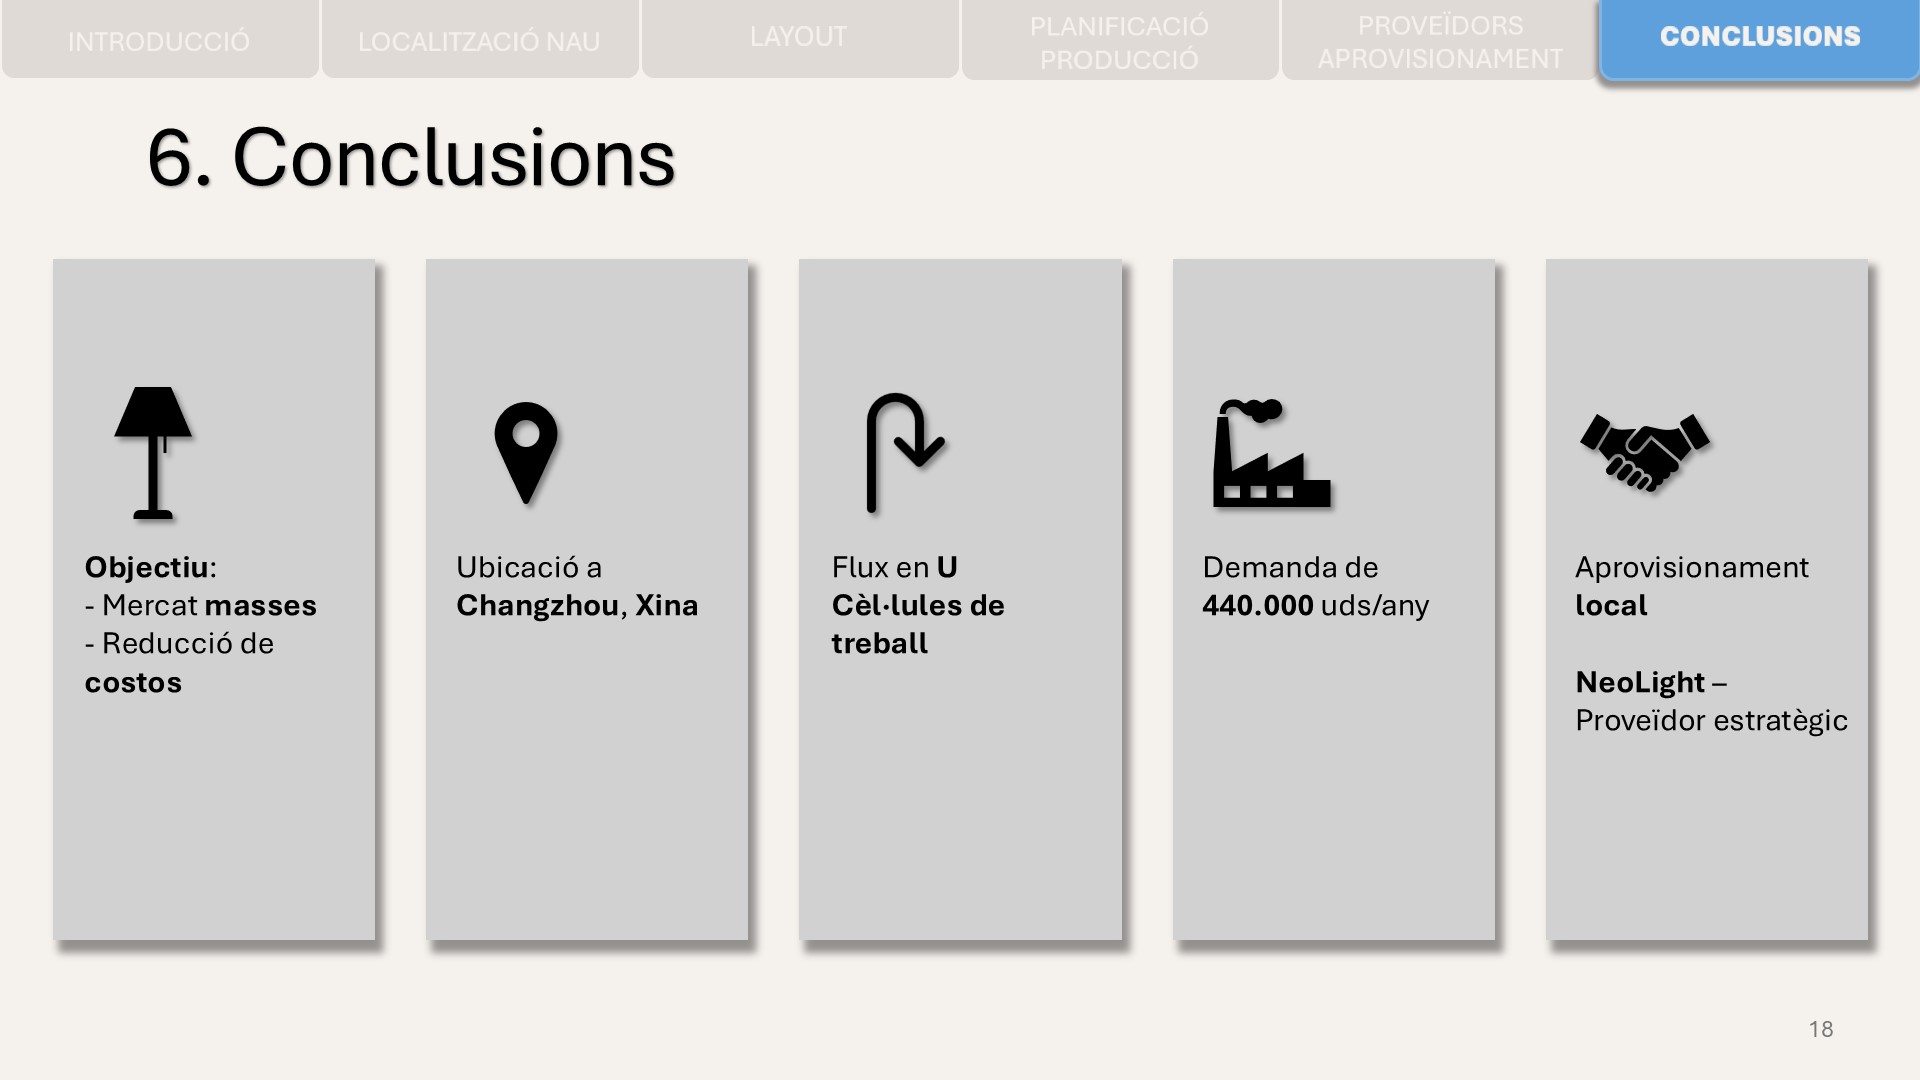 INTRODUCCIÓ
LOCALITZACIÓ NAU
LAYOUT
PLANIFICACIÓ
PRODUCCIÓ
PROVEÏDORS
APROVISIONAMENT
CONCLUSIONS
6. Conclusions
Objectiu:
- Mercat masses
- Reducció de
costos
Ubicació a
Changzhou, Xina
Flux en U
Cèl·lules de
treball
Demanda de
440.000 uds/any
Aprovisionament
local
NeoLight –
Proveïdor estratègic
18